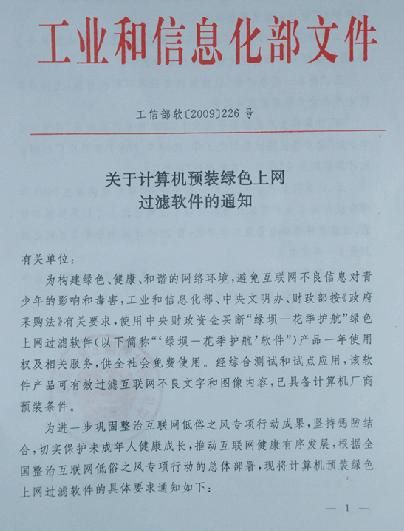 工业和信息化部文件
工信部软〔2009〕226号
关于计算机预装绿色上网
过滤软件的通知
有关单位：
为构建绿色、健康、和谐的网络环境，避免互联网不良信息对青
少年的影响和毒害，工业和信息化部、中央文明办、财政部按《政府
采购法》有关要求，使用中央财政资金买断“绿坝—花季护航”绿色
上网过滤软件（以下简称“‘绿坝—花季护航’软件”）产品一年使用
权及相关服务，供全社会免费使用。经综合测试和试点应用，该软
件产品可有效过滤互联网不良文字和图像内容，已具备计算机厂商
预装条件。
为进一步巩固整治互联网低俗之风专项行动成果，坚持惩防结
合，切实保护未成年人健康成长，推动互联网健康有序发展，根据全
国整治互联网低俗之风专项行动的总体部署，现将计算机预装绿色
上网过滤软件的具体要求通知如下：
— 1 —